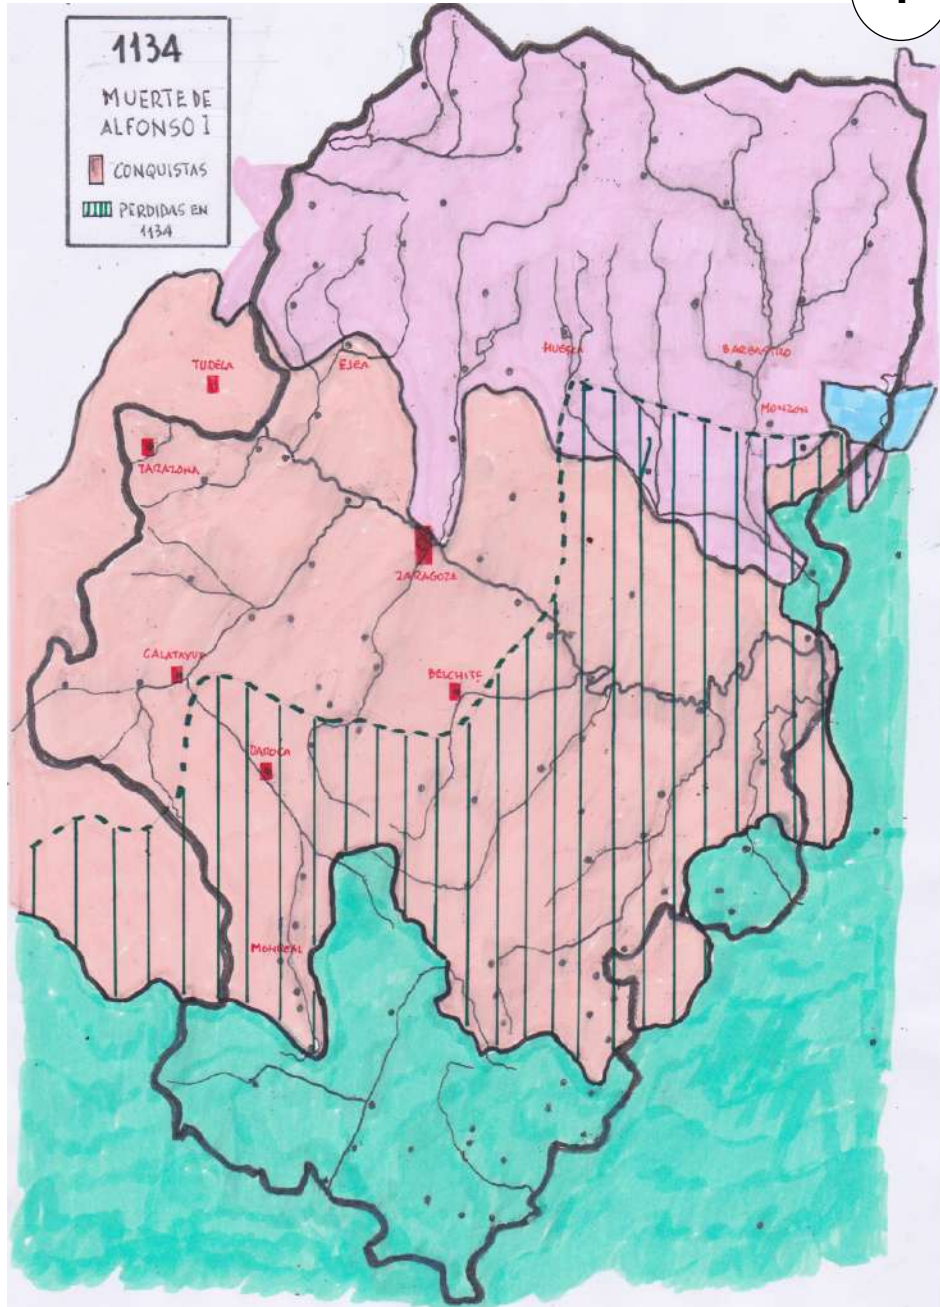 1134
MUERTE DE
ALFONSO I
CONQUISTAS
PERDIDAS EN
1134
TUDELA
EJEA
HUESCA
BARBASTRO
MONZON
TARAZONA
ZARAGOZA
CALATAYUD
BELCHITE
DAROCA
MONREAL